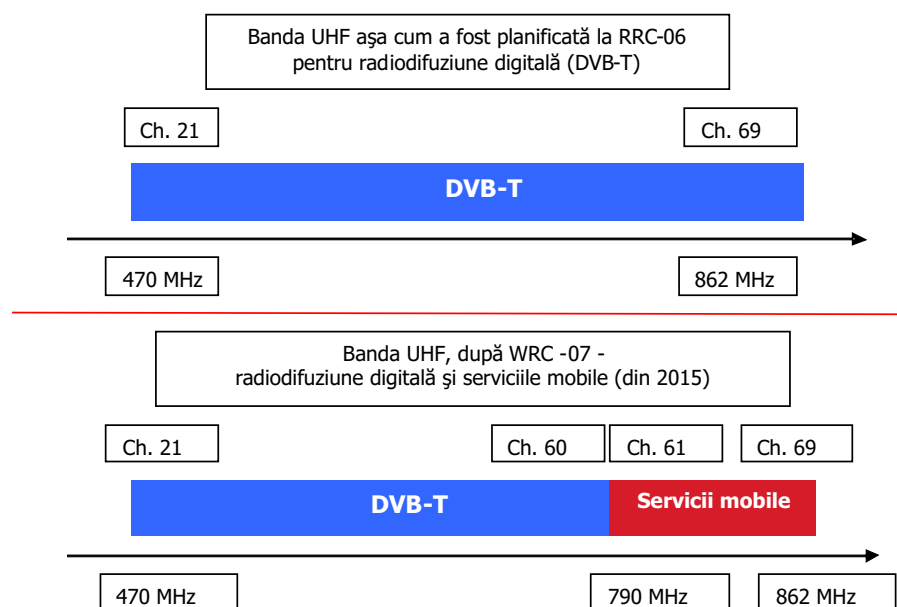 Banda UHF aşa cum a fost planificată la RRC-06
pentru radiodifuziune digitală (DVB-T)
Ch. 21
Ch. 69
DVB-T
470 MHz
862 MHz
Banda UHF, după WRC -07 -
radiodifuziune digitală şi serviciile mobile (din 2015)
Ch. 21
Ch. 60
Ch. 61
Ch. 69
DVB-T
Servicii mobile
470 MHz
790 MHz
862 MHz